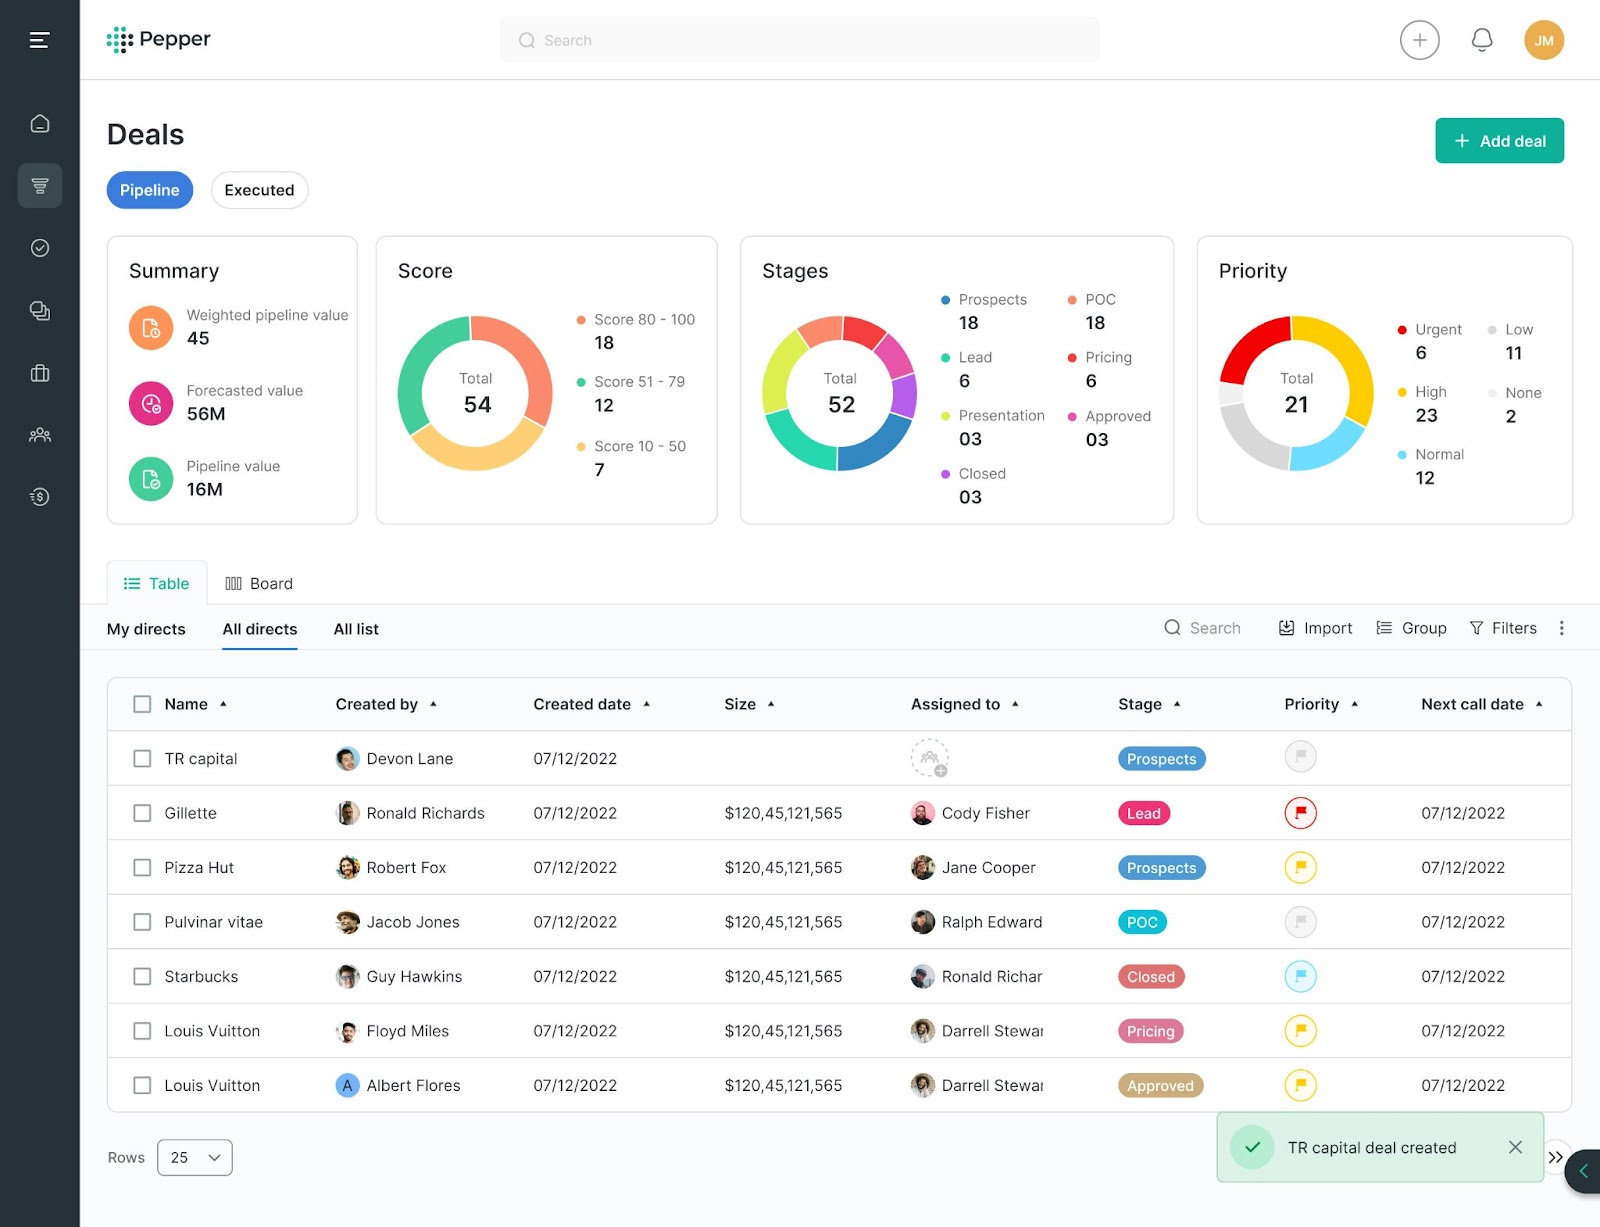 Pepper
Search
JM
Deals
+ Add deal
Pipeline
Executed
Summary
Weighted pipeline value
45
Forecasted value
56M
Pipeline value
16M
Score
Total
54
Score 80 - 100
18
Score 51 - 79
12
Score 10 - 50
7
Stages
Total
52
Prospects
18
POC
18
Lead
6
Pricing
6
Presentation
03
Approved
03
Closed
03
Priority
Total
21
Urgent
6
Low
11
High
23
None
2
Normal
12
Table
Board
My directs All directs All list Search Import Group Filters
Name Created by Created date Size Assigned to Stage Priority Next call date
TR capital Devon Lane 07/12/2022 Prospects
Gillette Ronald Richards 07/12/2022 $120,45,121,565 Cody Fisher Lead 07/12/2022
Pizza Hut Robert Fox 07/12/2022 $120,45,121,565 Jane Cooper Prospects 07/12/2022
Pulvinar vitae Jacob Jones 07/12/2022 $120,45,121,565 Ralph Edward POC 07/12/2022
Starbucks Guy Hawkins 07/12/2022 $120,45,121,565 Ronald Richar Closed 07/12/2022
Louis Vuitton Floyd Miles 07/12/2022 $120,45,121,565 Darrell Stewar Pricing 07/12/2022
Louis Vuitton A Albert Flores 07/12/2022 $120,45,121,565 Darrell Stewar Approved 07/12/2022
Rows 25
TR capital deal created